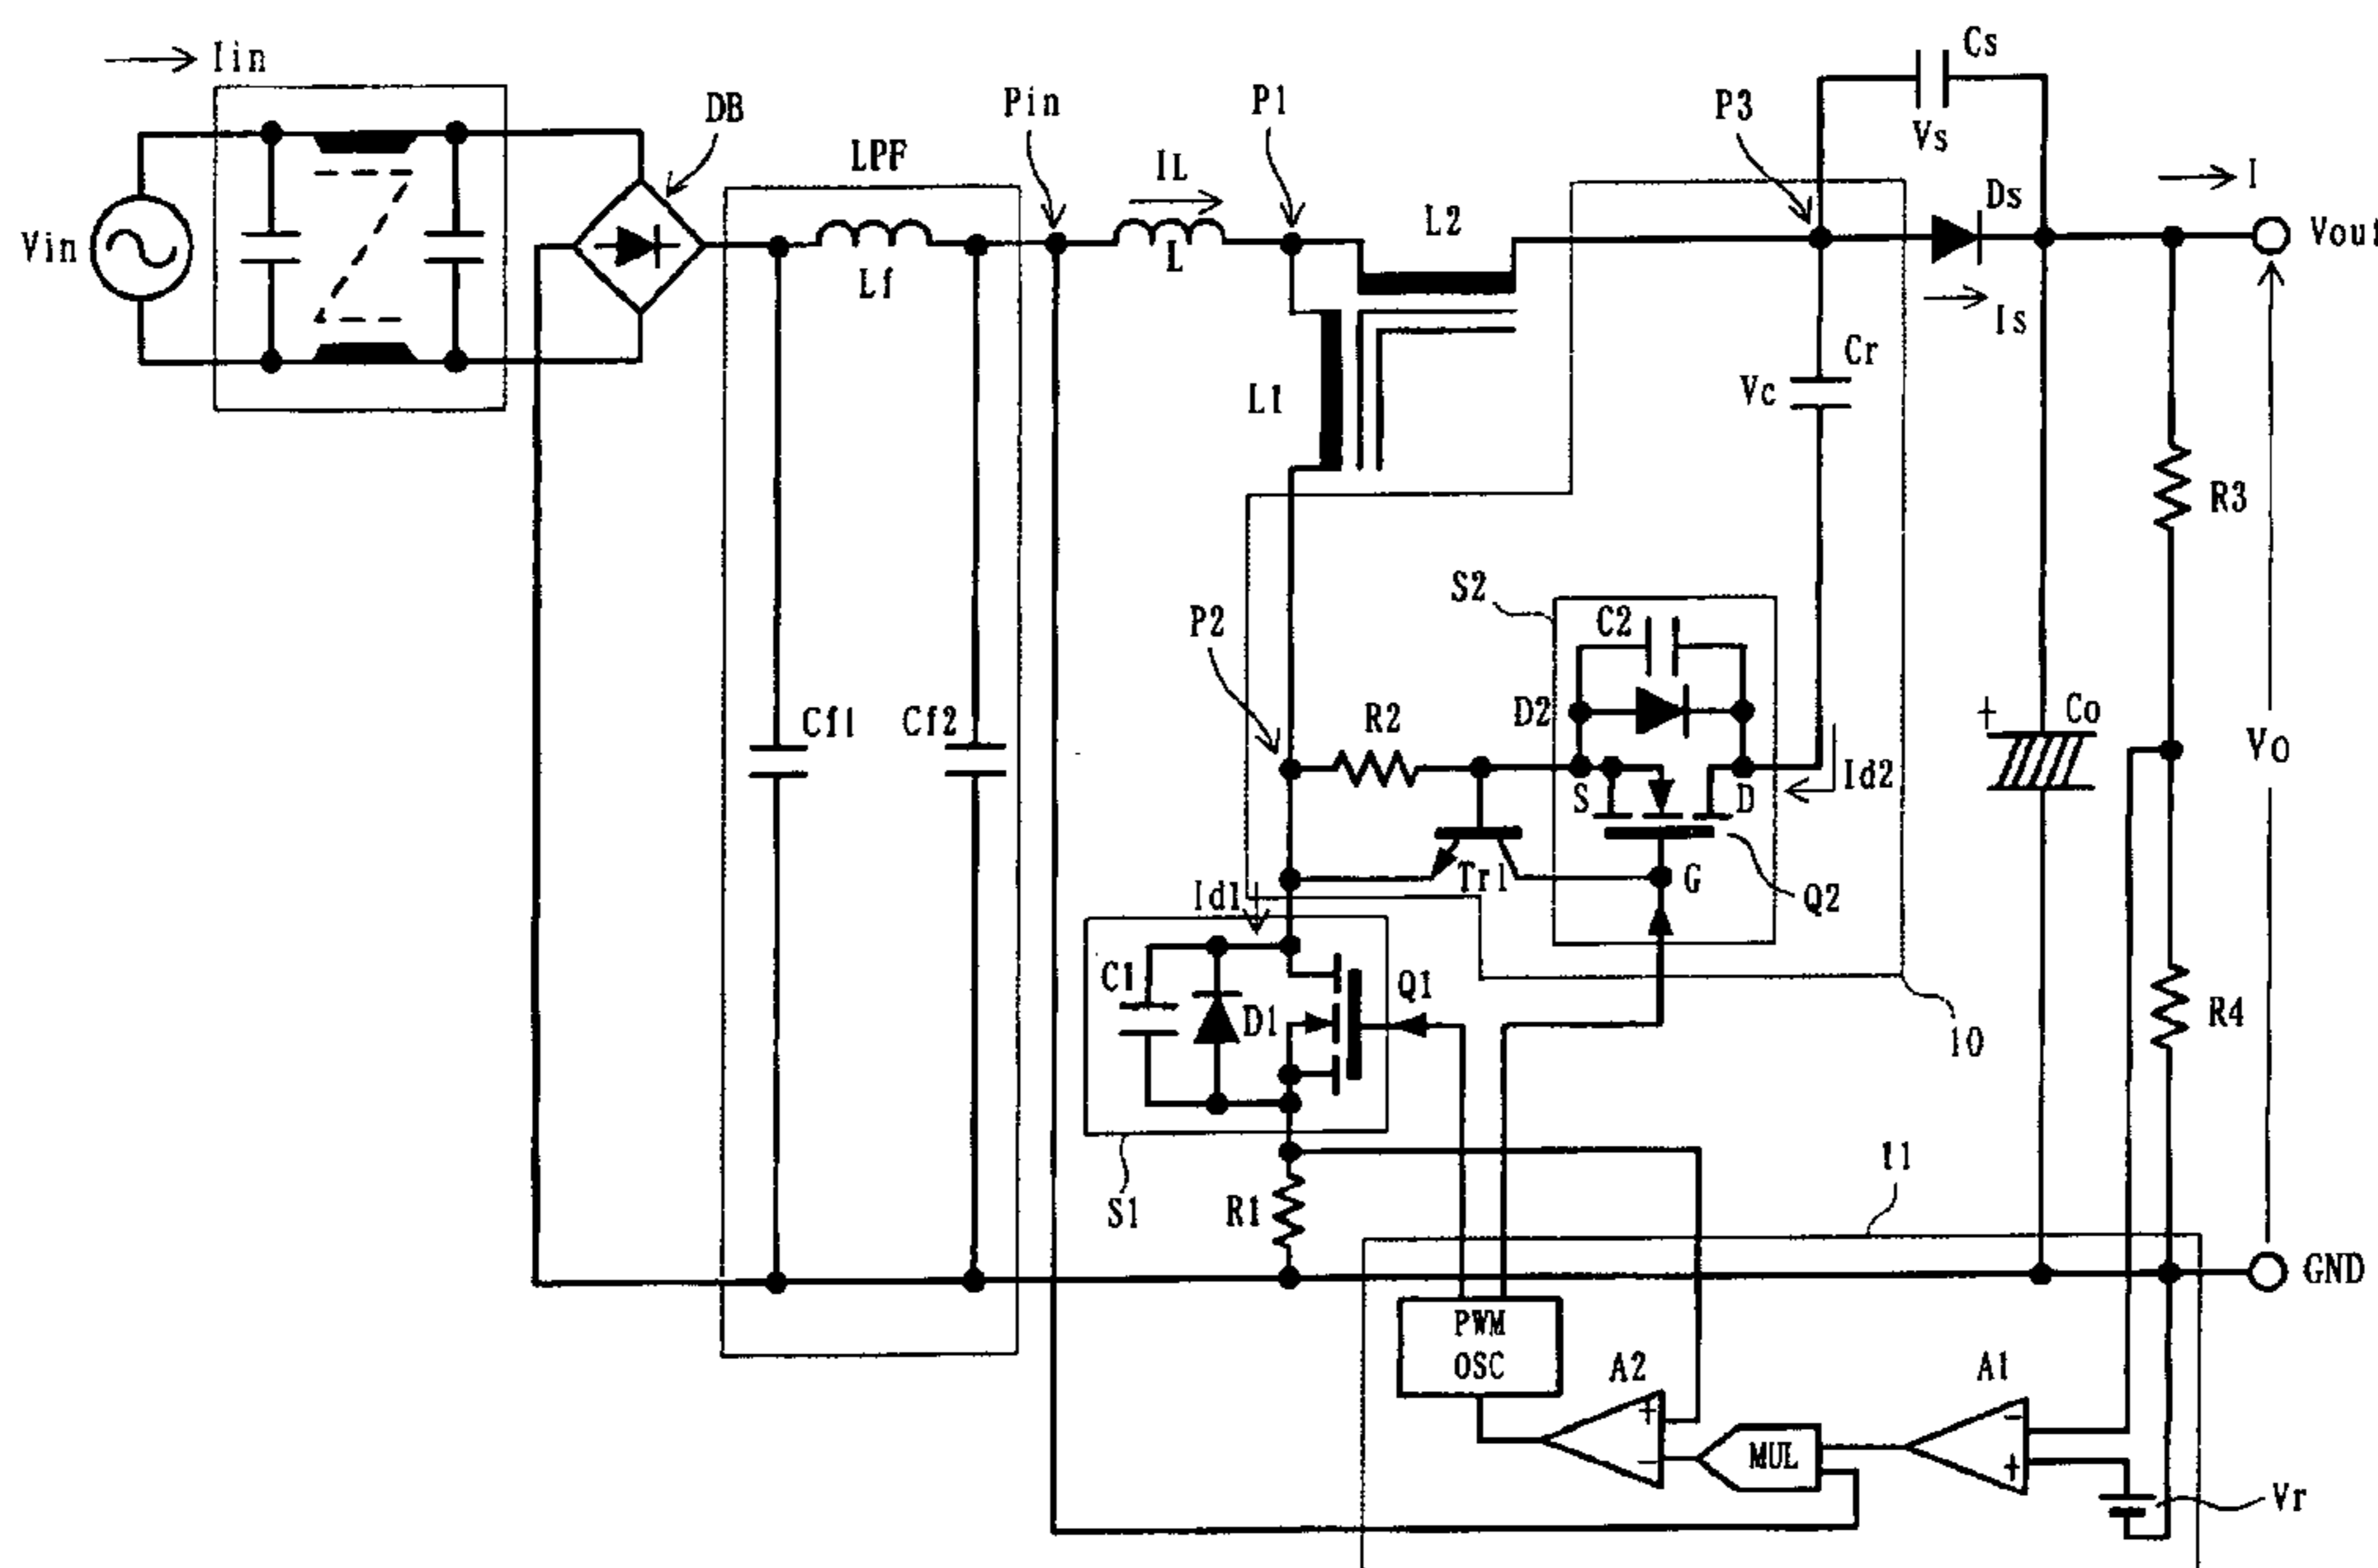 Iin
DB
LPF
Pin
IL
P1
L2
P3
Cs
Vs
Ds
I
Vin
Lf
L
Is
L1
Vc
Cr
R3
S2
P2
C2
Cf1
Cf2
R2
D2
S
D
Id2
Co
+
Vo
Id1
Tr1
G
Q2
C1
D1
Q1
10
R4
S1
R1
11
GND
PWM
OSC
A2
+
-
MUL
A1
-
+
Vr